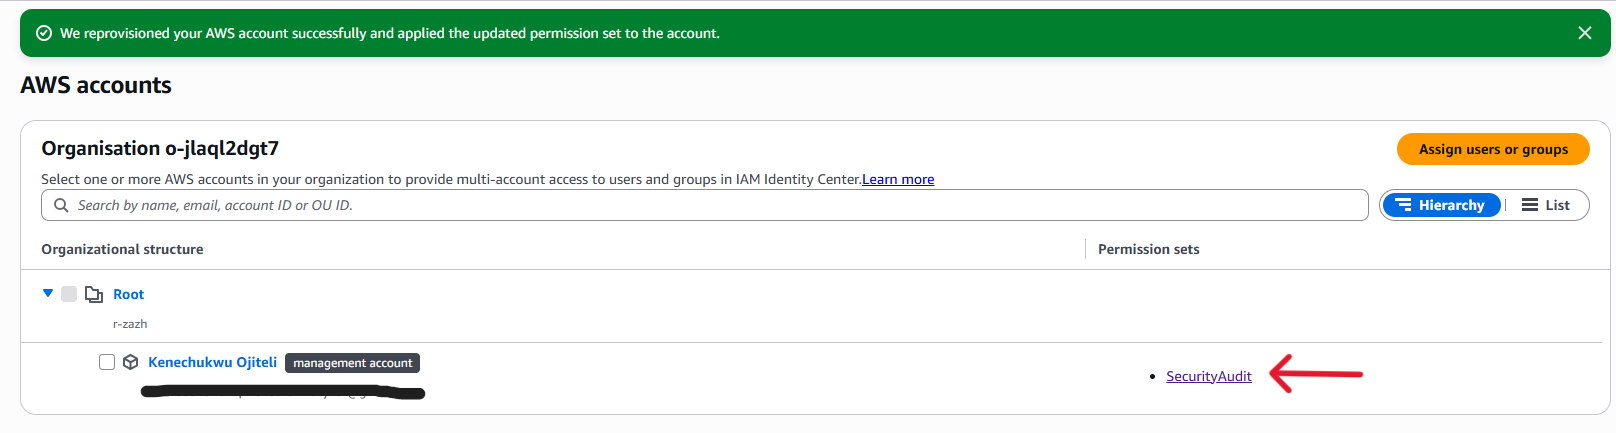 We reprovisioned your AWS account successfully and applied the updated permission set to the account.
AWS accounts
Organisation o-jlaql2dgt7
Assign users or groups
Select one or more AWS accounts in your organization to provide multi-account access to users and groups in IAM Identity Center.Learn more
Search by name, email, account ID or OU ID.
Hierarchy
List
Organizational structure
Permission sets
Root
r-zazh
Kenechukwu Ojiteli management account
SecurityAudit